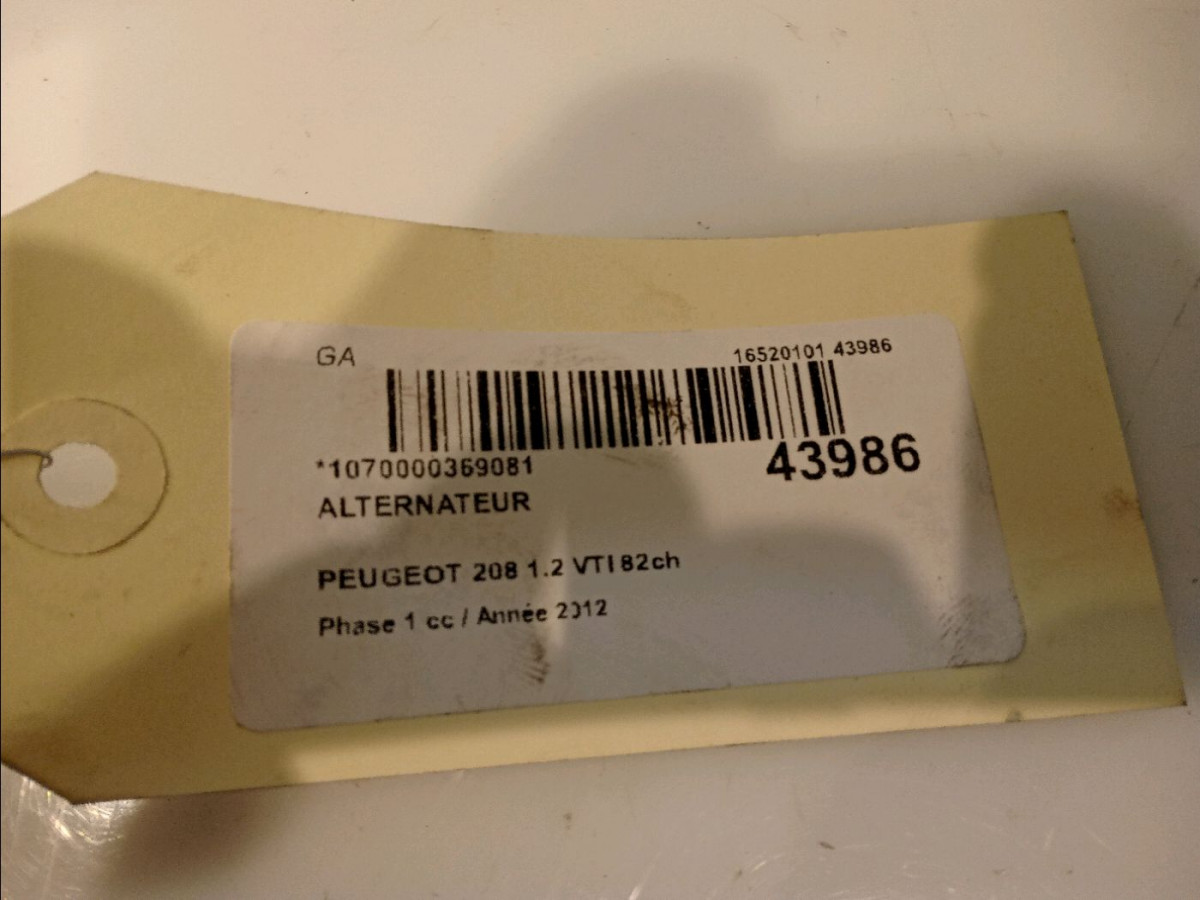 GA 16520101 43986
*1070000369081 43986
ALTERNATEUR
PEUGEOT 208 1.2 VTI 82ch
Phase 1 cc / Année 2012